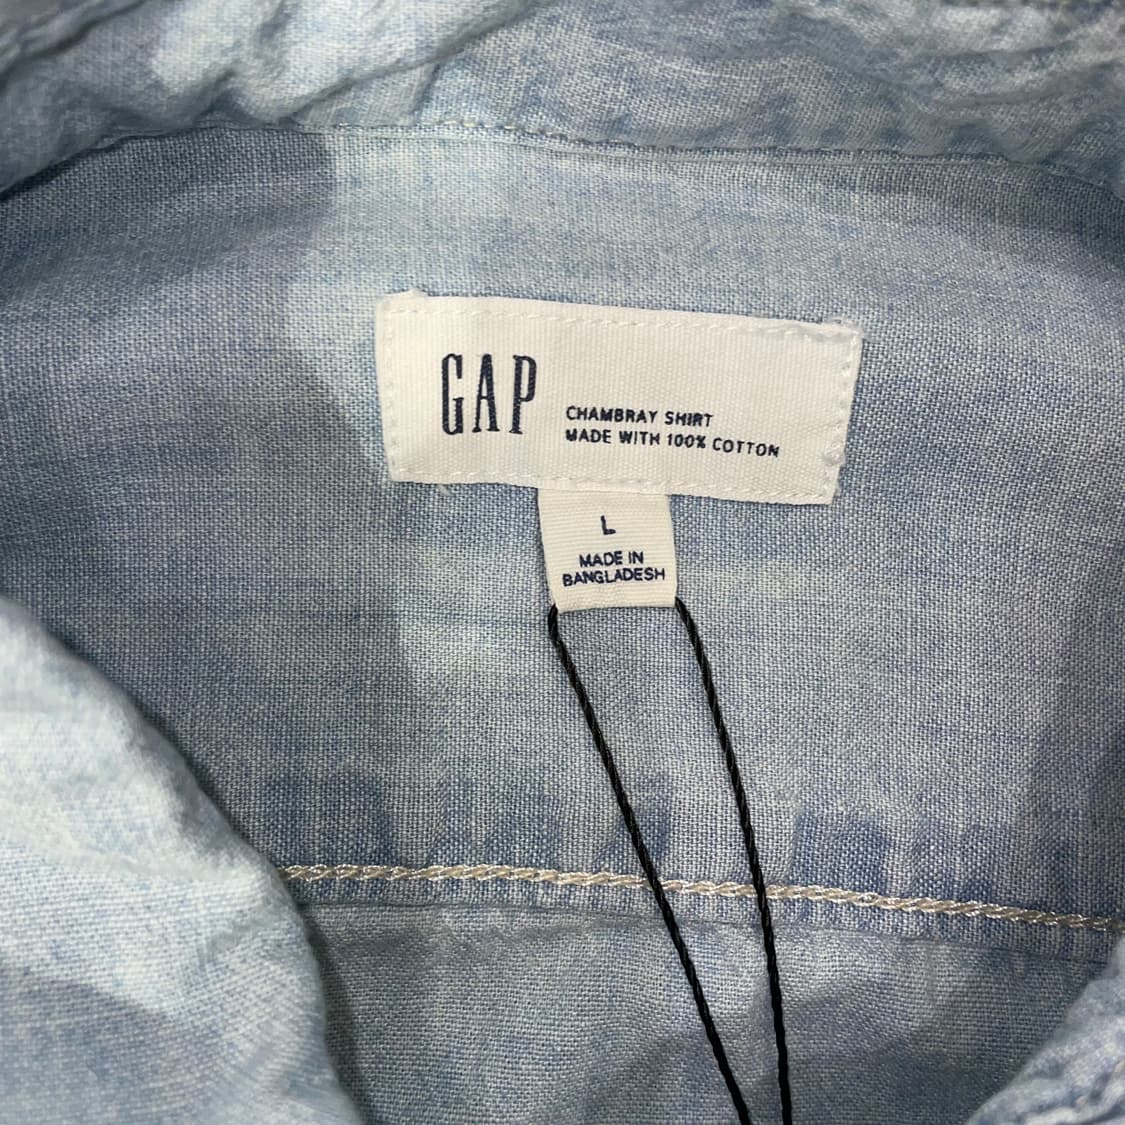 GAP
CHAMBRAY SHIRT
MADE WITH 100% COTTON
L
MADE IN
BANGLADESH